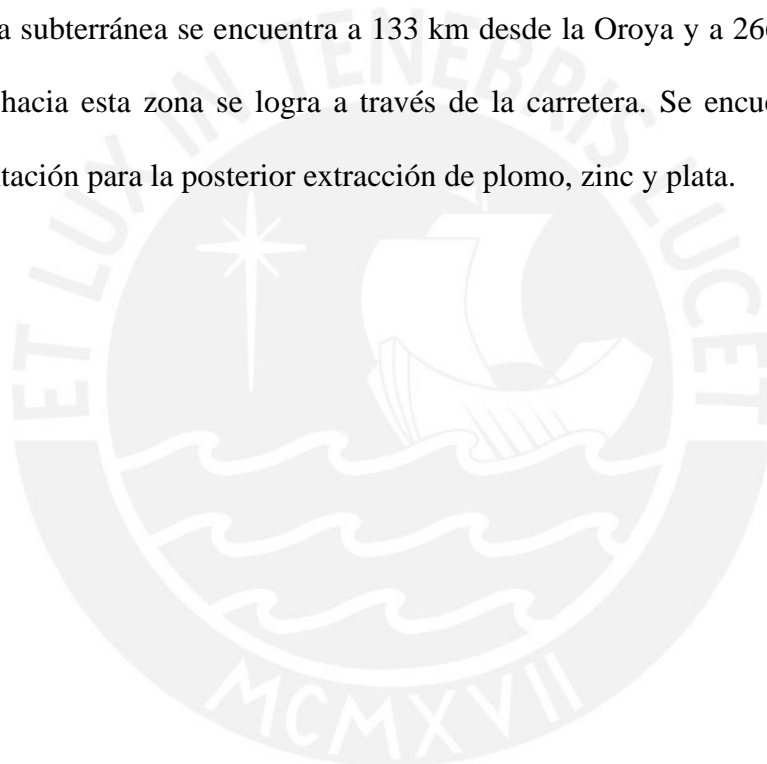 a subterránea se encuentra a 133 km desde la Oroya y a 26
hacia esta zona se logra a través de la carretera. Se encue
tación para la posterior extracción de plomo, zinc y plata.
ET LUX IN TENEBRIS LUCET
MCMXVII